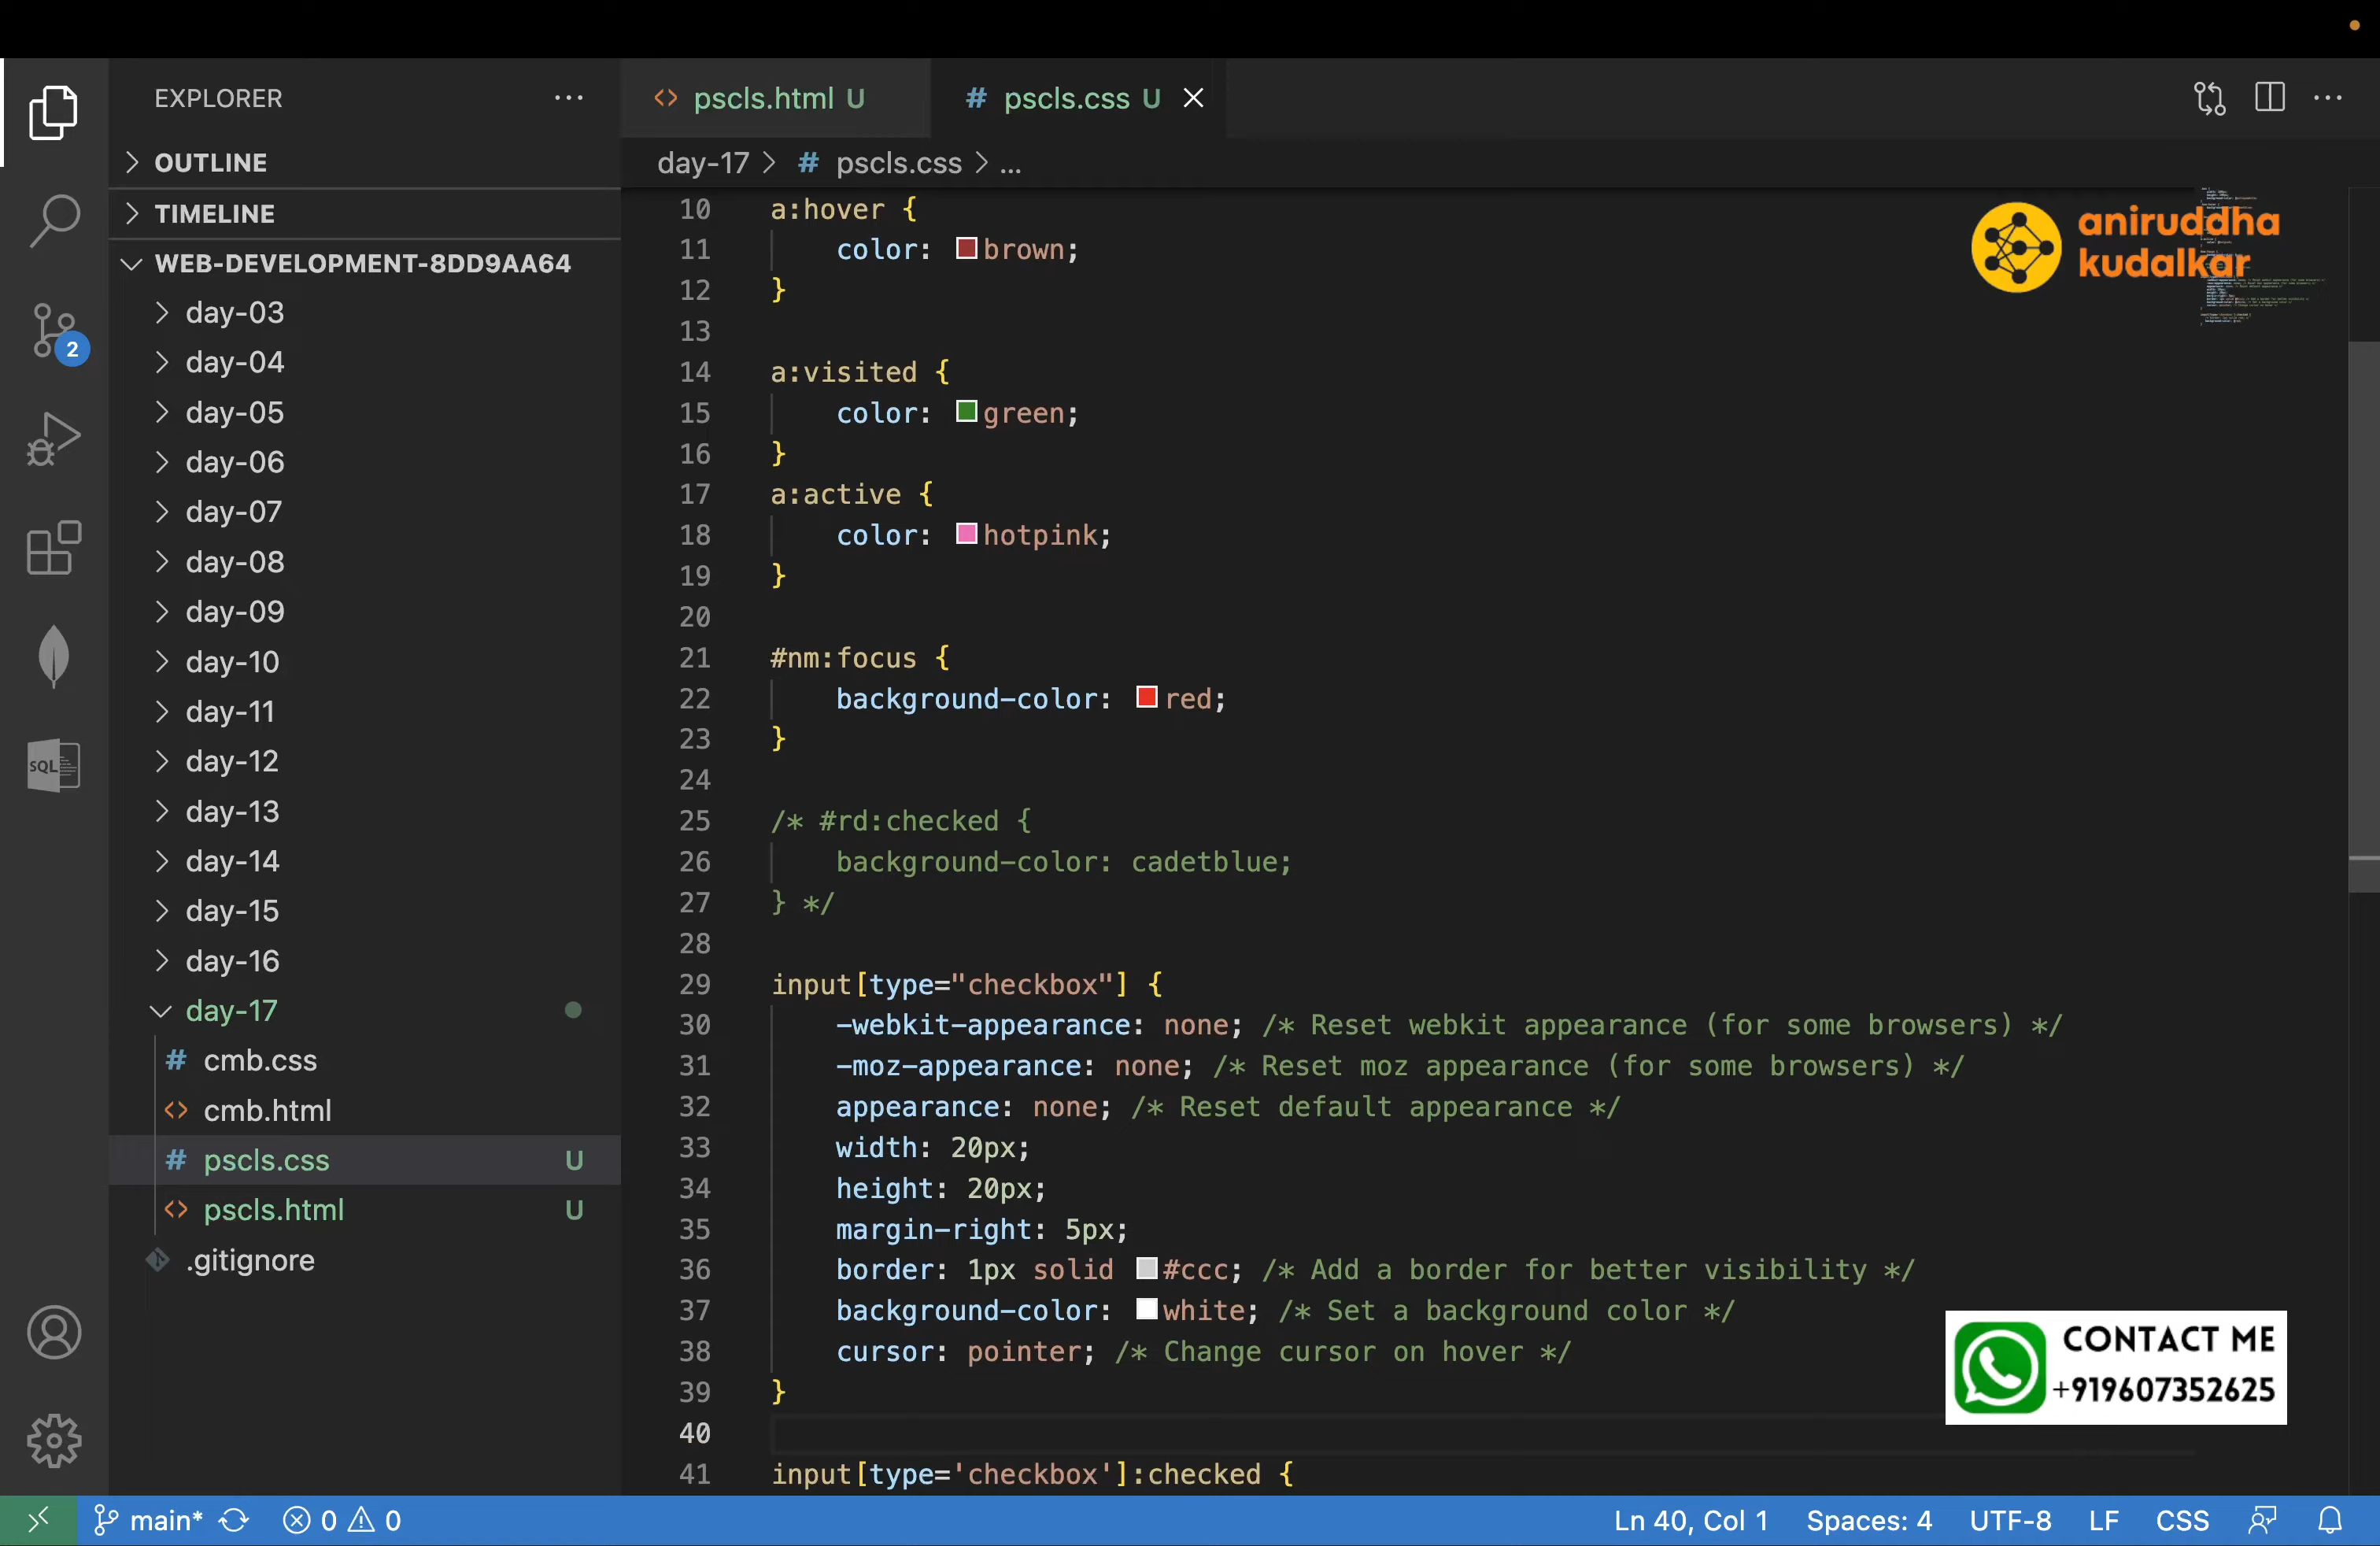 EXPLORER
OUTLINE
TIMELINE
WEB-DEVELOPMENT-8DD9AA64
day-03
day-04
day-05
day-06
day-07
day-08
day-09
day-10
day-11
day-12
day-13
day-14
day-15
day-16
day-17
# cmb.css
<> cmb.html
# pscls.css U
<> pscls.html U
.gitignore
2
SQL
<> pscls.html U
# pscls.css U
day-17 > # pscls.css > ...
10 a:hover {
11     color: brown;
12 }
13
14 a:visited {
15     color: green;
16 }
17 a:active {
18     color: hotpink;
19 }
20
21 #nm:focus {
22     background-color: red;
23 }
24
25 /* #rd:checked {
26     background-color: cadetblue;
27 } */
28
29 input[type="checkbox"] {
30     -webkit-appearance: none; /* Reset webkit appearance (for some browsers) */
31     -moz-appearance: none; /* Reset moz appearance (for some browsers) */
32     appearance: none; /* Reset default appearance */
33     width: 20px;
34     height: 20px;
35     margin-right: 5px;
36     border: 1px solid #ccc; /* Add a border for better visibility */
37     background-color: white; /* Set a background color */
38     cursor: pointer; /* Change cursor on hover */
39 }
40
41 input[type='checkbox']:checked {
aniruddha
kudalkar
CONTACT ME
+919607352625
main* 0 0
Ln 40, Col 1 Spaces: 4 UTF-8 LF CSS